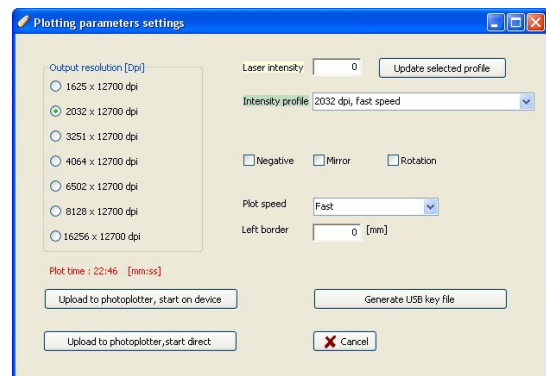 Plotting parameters settings
Output resolution [Dpi]
1625 x 12700 dpi
2032 x 12700 dpi
3251 x 12700 dpi
4064 x 12700 dpi
6502 x 12700 dpi
8128 x 12700 dpi
16256 x 12700 dpi
Plot time : 22:46 [mm:ss]
Laser intensity 0 Update selected profile
Intensity profile 2032 dpi, fast speed
Negative Mirror Rotation
Plot speed Fast
Left border 0 [mm]
Upload to photoplotter, start on device Generate USB key file
Upload to photoplotter,start direct Cancel